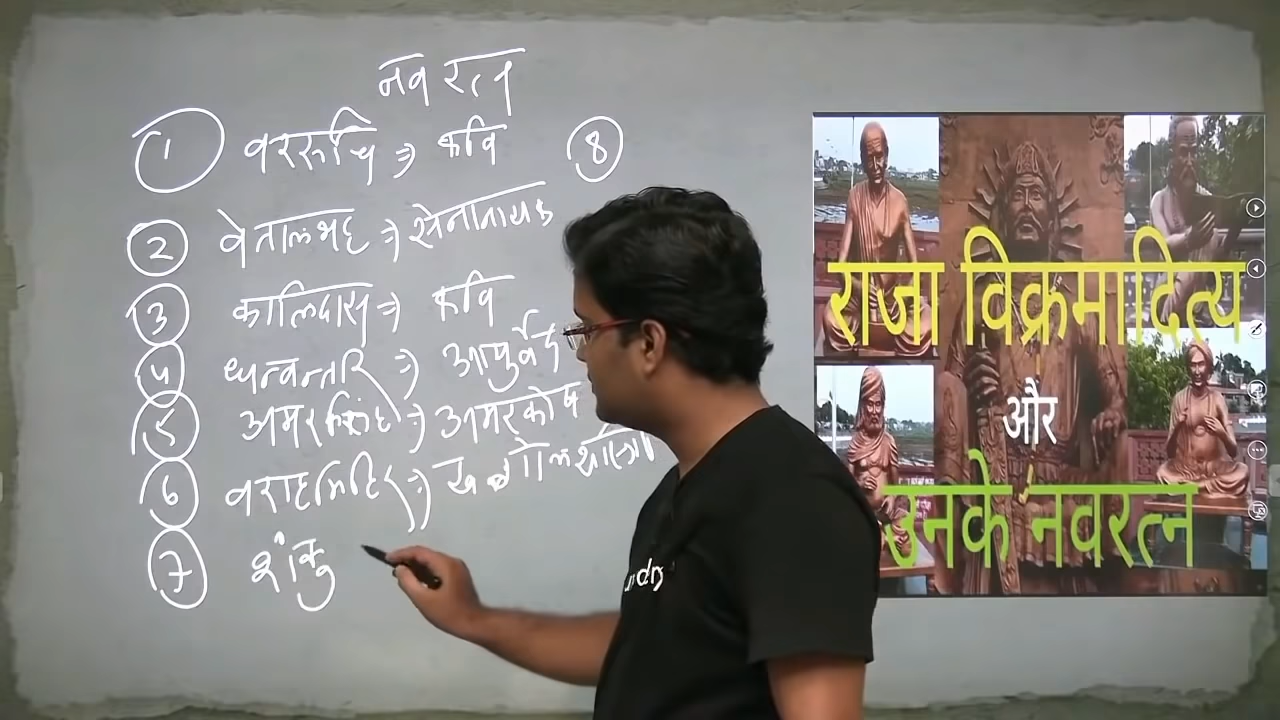 नवरत्न
1 वररूचि ⇒ कवि
2 वेतालभट्ट ⇒ सेनानायक
3 कालिदास ⇒ कवि
4 धन्वन्तरि ⇒ आयुर्वेद
5 अमरसिंह ⇒ अमरकोष
6 वराहमिहिर ⇒ खगोलशास्त्री
7 शंकु
8
राजा विक्रमादित्य
और
उनके नवरत्न